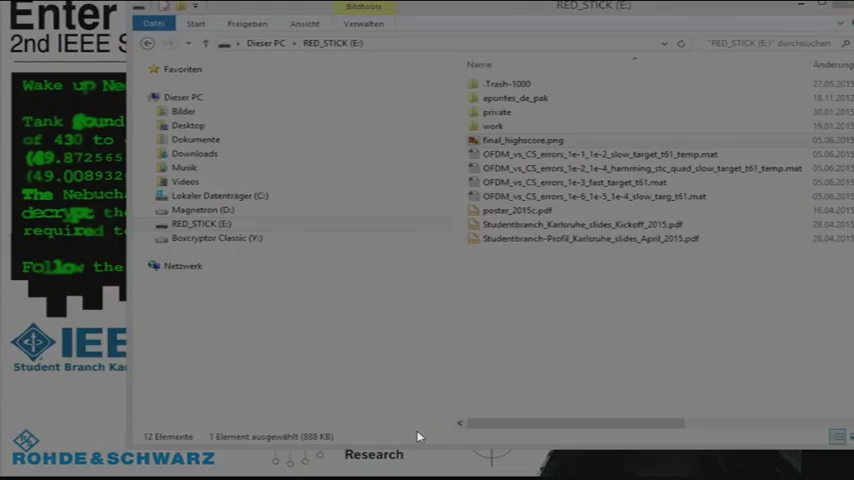 Enter
2nd IEEE S
Wake up Ne
Tank found
of 430 to
(49.872565
(49.008932
The Nebucha
decrypt the
required to
Follow the
IEE
Student Branch Ka
ROHDE&SCHWARZ
Research
Bildtools
RED_STICK (E:)
Datei Start Freigeben Ansicht Verwalten
Dieser PC RED_STICK (E:)
"RED_STICK (E:)" durchsuchen
Favoriten
Dieser PC
Bilder
Desktop
Dokumente
Downloads
Musik
Videos
Lokaler Datenträger (C:)
Magnetron (D:)
RED_STICK (E:)
Boxcryptor Classic (Y:)
Netzwerk
Name Änderung
.Trash-1000 27.05.2015
apuntes_de_pak 18.11.2012
private 05.06.2015
work 19.01.2015
final_highscore.png 05.06.2015
OFDM_vs_CS_errors_1e-1_1e-2_slow_target_t61_temp.mat 05.06.2015
OFDM_vs_CS_errors_1e-2_1e-4_hamming_stc_quad_slow_target_t61_temp.mat 05.06.2015
OFDM_vs_CS_errors_1e-3_fast_target_t61.mat 05.06.2015
OFDM_vs_CS_errors_1e-6_1e-5_1e-4_slow_targ_t61.mat 05.06.2015
poster_2015c.pdf 16.04.2015
Studentbranch_Karlsruhe_slides_Kickoff_2015.pdf 28.04.2015
Studentbranch-Profil_Karlsruhe_slides_April_2015.pdf 28.04.2015
12 Elemente 1 Element ausgewählt (888 KB)